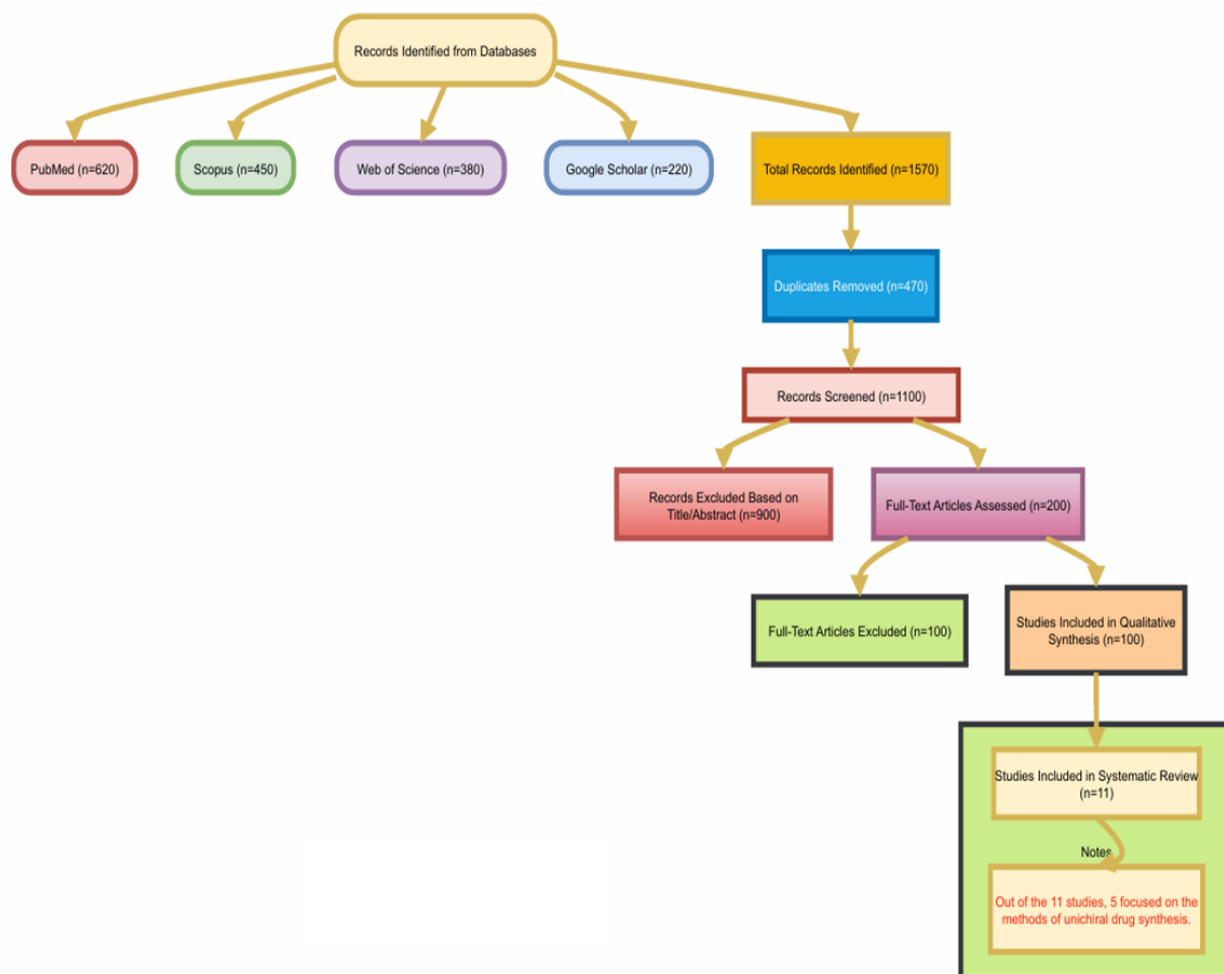 Records Identified from Databases
PubMed (n=620)
Scopus (n=450)
Web of Science (n=380)
Google Scholar (n=220)
Total Records Identified (n=1570)
Duplicates Removed (n=470)
Records Screened (n=1100)
Records Excluded Based on
Title/Abstract (n=900)
Full-Text Articles Assessed (n=200)
Full-Text Articles Excluded (n=100)
Studies Included in Qualitative
Synthesis (n=100)
Studies Included in Systematic Review
(n=11)
Notes
Out of the 11 studies, 5 focused on the
methods of unichiral drug synthesis.